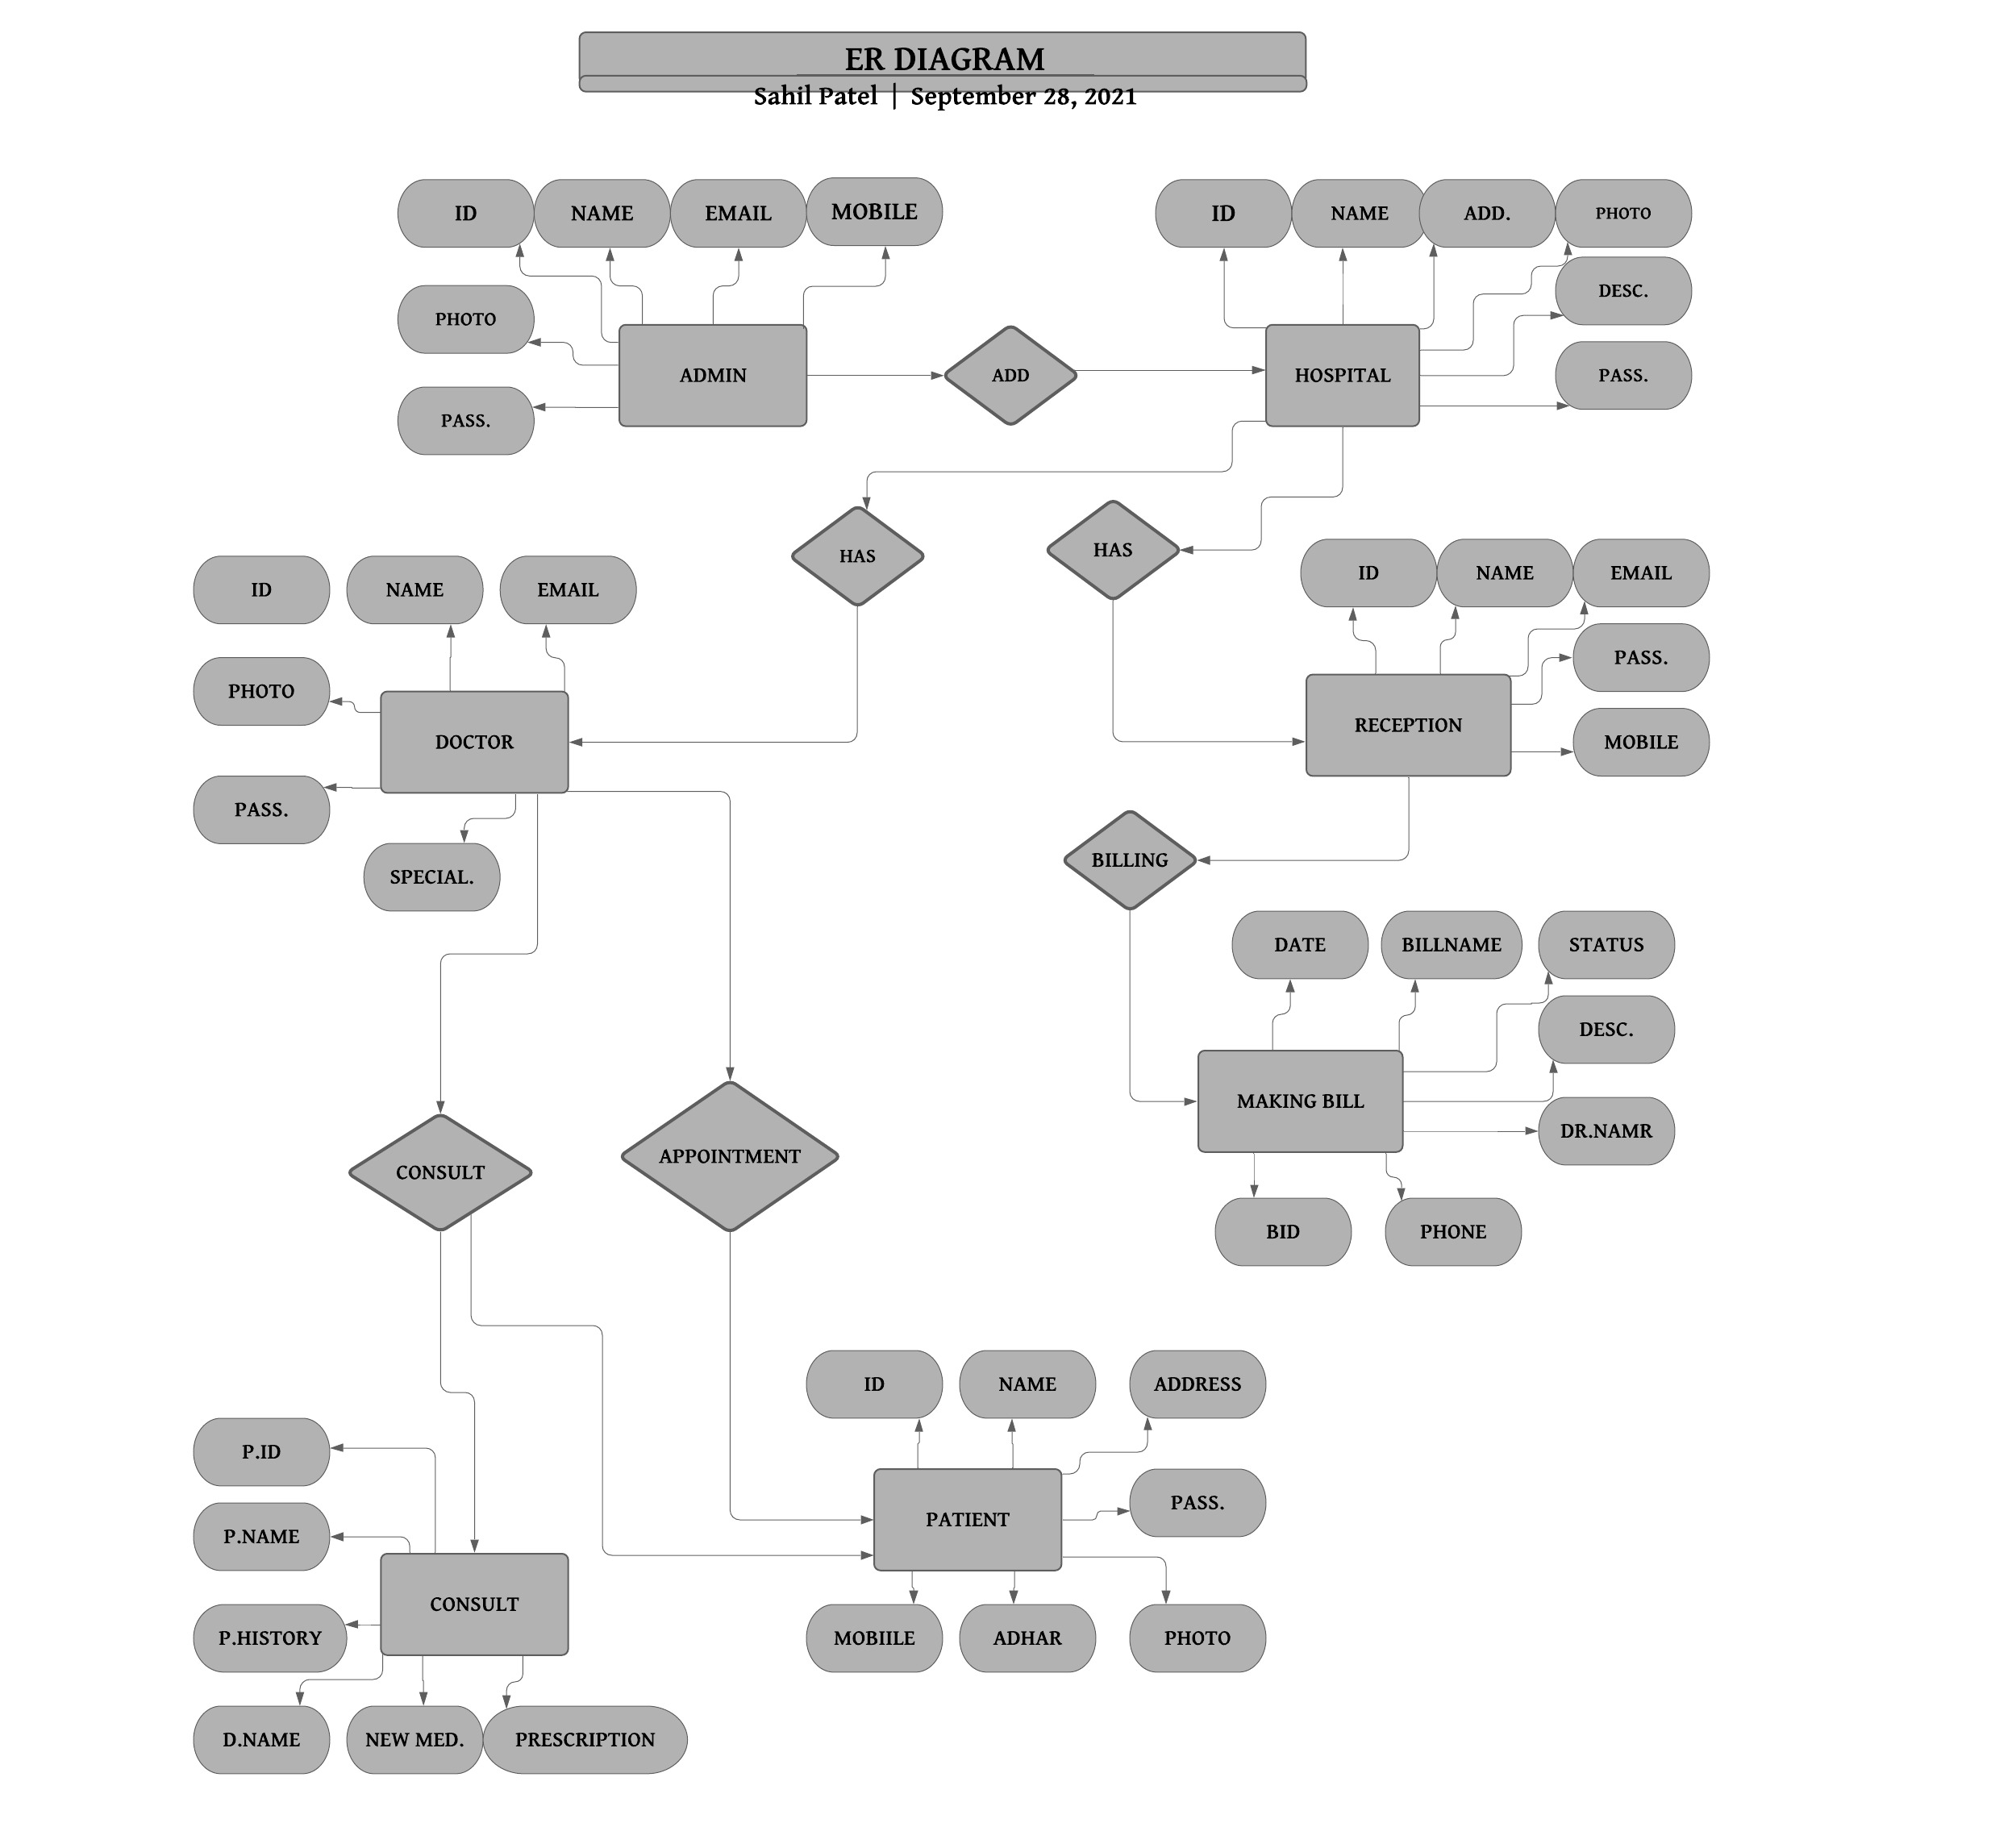 ER DIAGRAM
Sahil Patel | September 28, 2021
ID
NAME
EMAIL
MOBILE
PHOTO
PASS.
ADMIN
ADD
ID
NAME
ADD.
PHOTO
DESC.
PASS.
HOSPITAL
HAS
HAS
ID
NAME
EMAIL
PHOTO
DOCTOR
PASS.
SPECIAL.
ID
NAME
EMAIL
PASS.
MOBILE
RECEPTION
BILLING
DATE
BILLNAME
STATUS
DESC.
MAKING BILL
DR.NAMR
BID
PHONE
CONSULT
APPOINTMENT
ID
NAME
ADDRESS
PASS.
PATIENT
MOBIILE
ADHAR
PHOTO
P.ID
P.NAME
CONSULT
P.HISTORY
D.NAME
NEW MED.
PRESCRIPTION